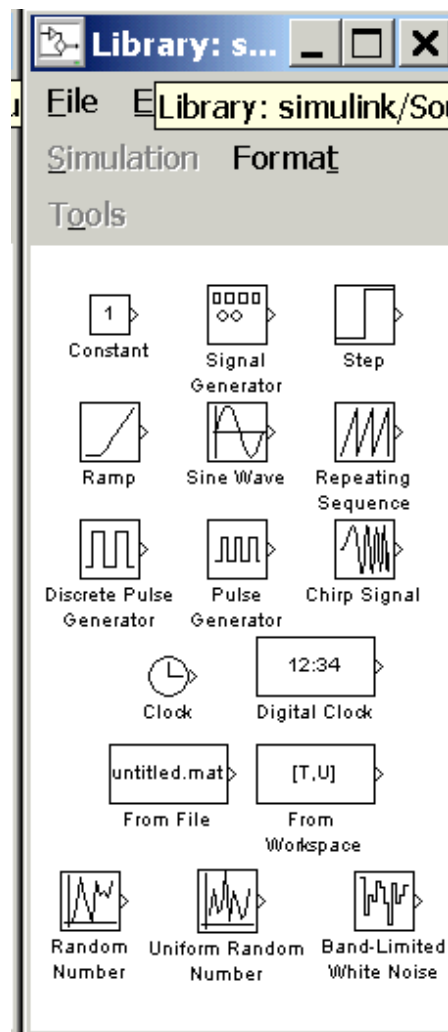 Library: s...
File E
Library: simulink/Sou
Simulation Format
Tools
1
Constant
Signal
Generator
Step
Ramp
Sine Wave
Repeating
Sequence
Discrete Pulse
Generator
Pulse
Generator
Chirp Signal
Clock
12:34
Digital Clock
untitled.mat
From File
[T,U]
From
Workspace
Random
Number
Uniform Random
Number
Band-Limited
White Noise